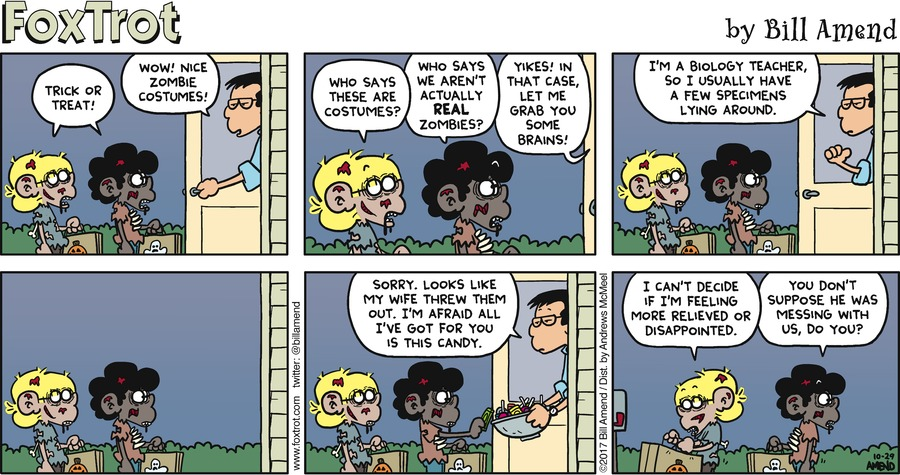 FoxTrot
by Bill Amend
TRICK OR
TREAT!
WOW! NICE
ZOMBIE
COSTUMES!
WHO SAYS
THESE ARE
COSTUMES?
WHO SAYS
WE AREN'T
ACTUALLY
REAL
ZOMBIES?
YIKES! IN
THAT CASE,
LET ME
GRAB YOU
SOME
BRAINS!
I'M A BIOLOGY TEACHER,
SO I USUALLY HAVE
A FEW SPECIMENS
LYING AROUND.
www.foxtrot.com twitter: @billamend
SORRY. LOOKS LIKE
MY WIFE THREW THEM
OUT. I'M AFRAID ALL
I'VE GOT FOR YOU
IS THIS CANDY.
©2017 Bill Amend / Dist. by Andrews McMeel
I CAN'T DECIDE
IF I'M FEELING
MORE RELIEVED OR
DISAPPOINTED.
YOU DON'T
SUPPOSE HE WAS
MESSING WITH
US, DO YOU?
10-29
AMEND